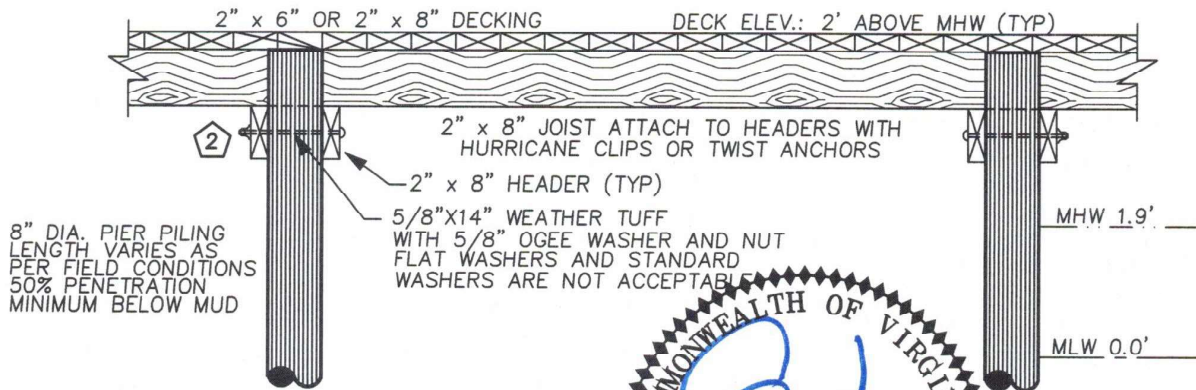 2" x 6" OR 2" x 8" DECKING
DECK ELEV.: 2' ABOVE MHW (TYP)
2
2" x 8" JOIST ATTACH TO HEADERS WITH
HURRICANE CLIPS OR TWIST ANCHORS
2" x 8" HEADER (TYP)
5/8"X14" WEATHER TUFF
WITH 5/8" OGEE WASHER AND NUT
FLAT WASHERS AND STANDARD
WASHERS ARE NOT ACCEPTABLE
8" DIA. PIER PILING
LENGTH VARIES AS
PER FIELD CONDITIONS
50% PENETRATION
MINIMUM BELOW MUD
MHW 1.9'
MLW 0.0'
MONWEALTH OF VIRGI